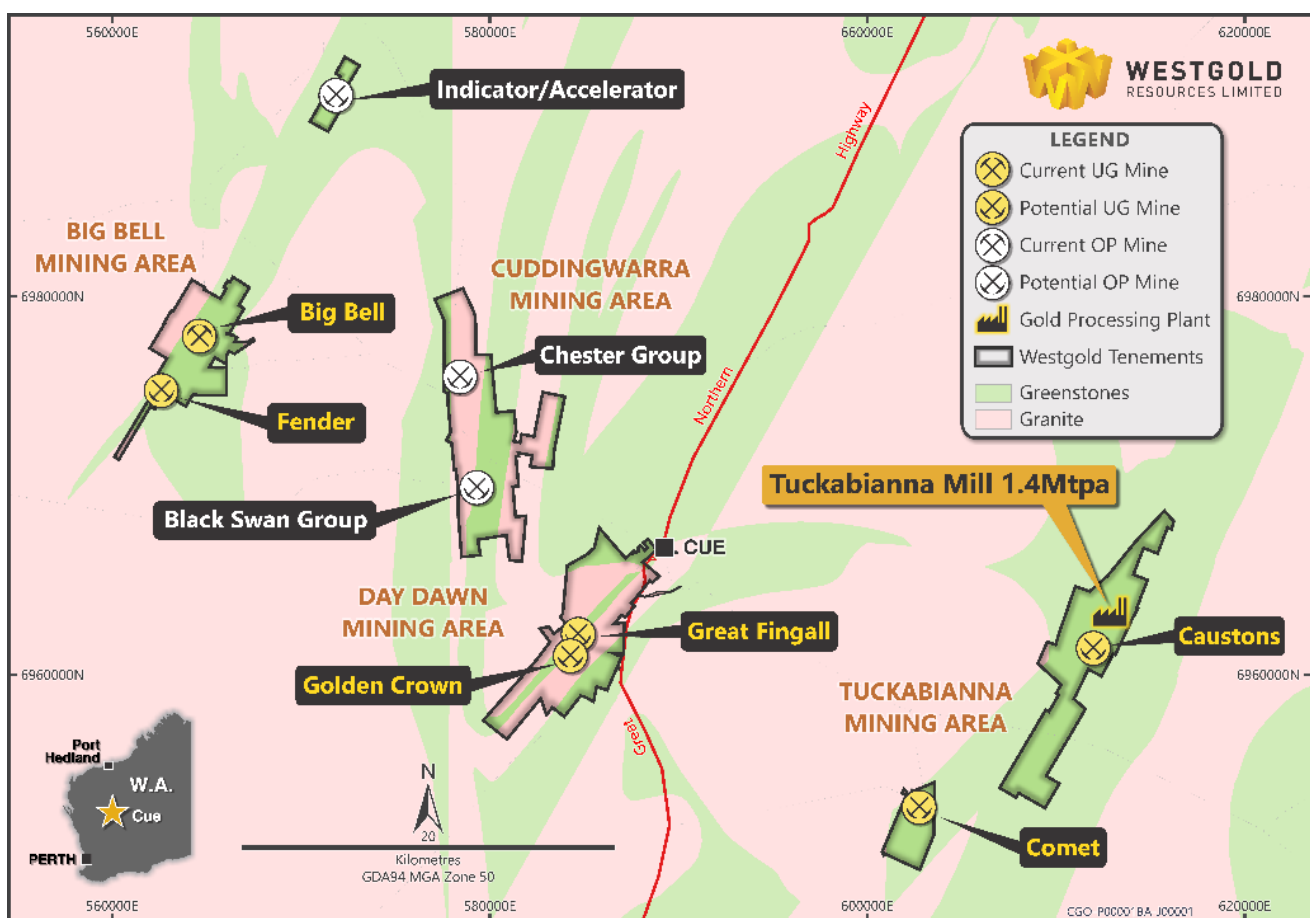 560000E
580000E
660000E
620000E
WESTGOLD
RESOURCES LIMITED
Indicator/Accelerator
Highway
LEGEND
Current UG Mine
Potential UG Mine
Current OP Mine
Potential OP Mine
Gold Processing Plant
Westgold Tenements
Greenstones
Granite
BIG BELL
MINING AREA
CUDDINGWARRA
MINING AREA
6980000N
6980000N
Big Bell
Chester Group
Fender
Northern
Tuckabianna Mill 1.4Mtpa
Black Swan Group
CUE
DAY DAWN
MINING AREA
Great Fingall
Caustons
Golden Crown
6960000N
6960000N
TUCKABIANNA
MINING AREA
Great
Port
Hedland
W.A.
Cue
PERTH
N
20
Kilometres
GDA94 MGA Zone 50
Comet
560000E
580000E
600000E
620000E